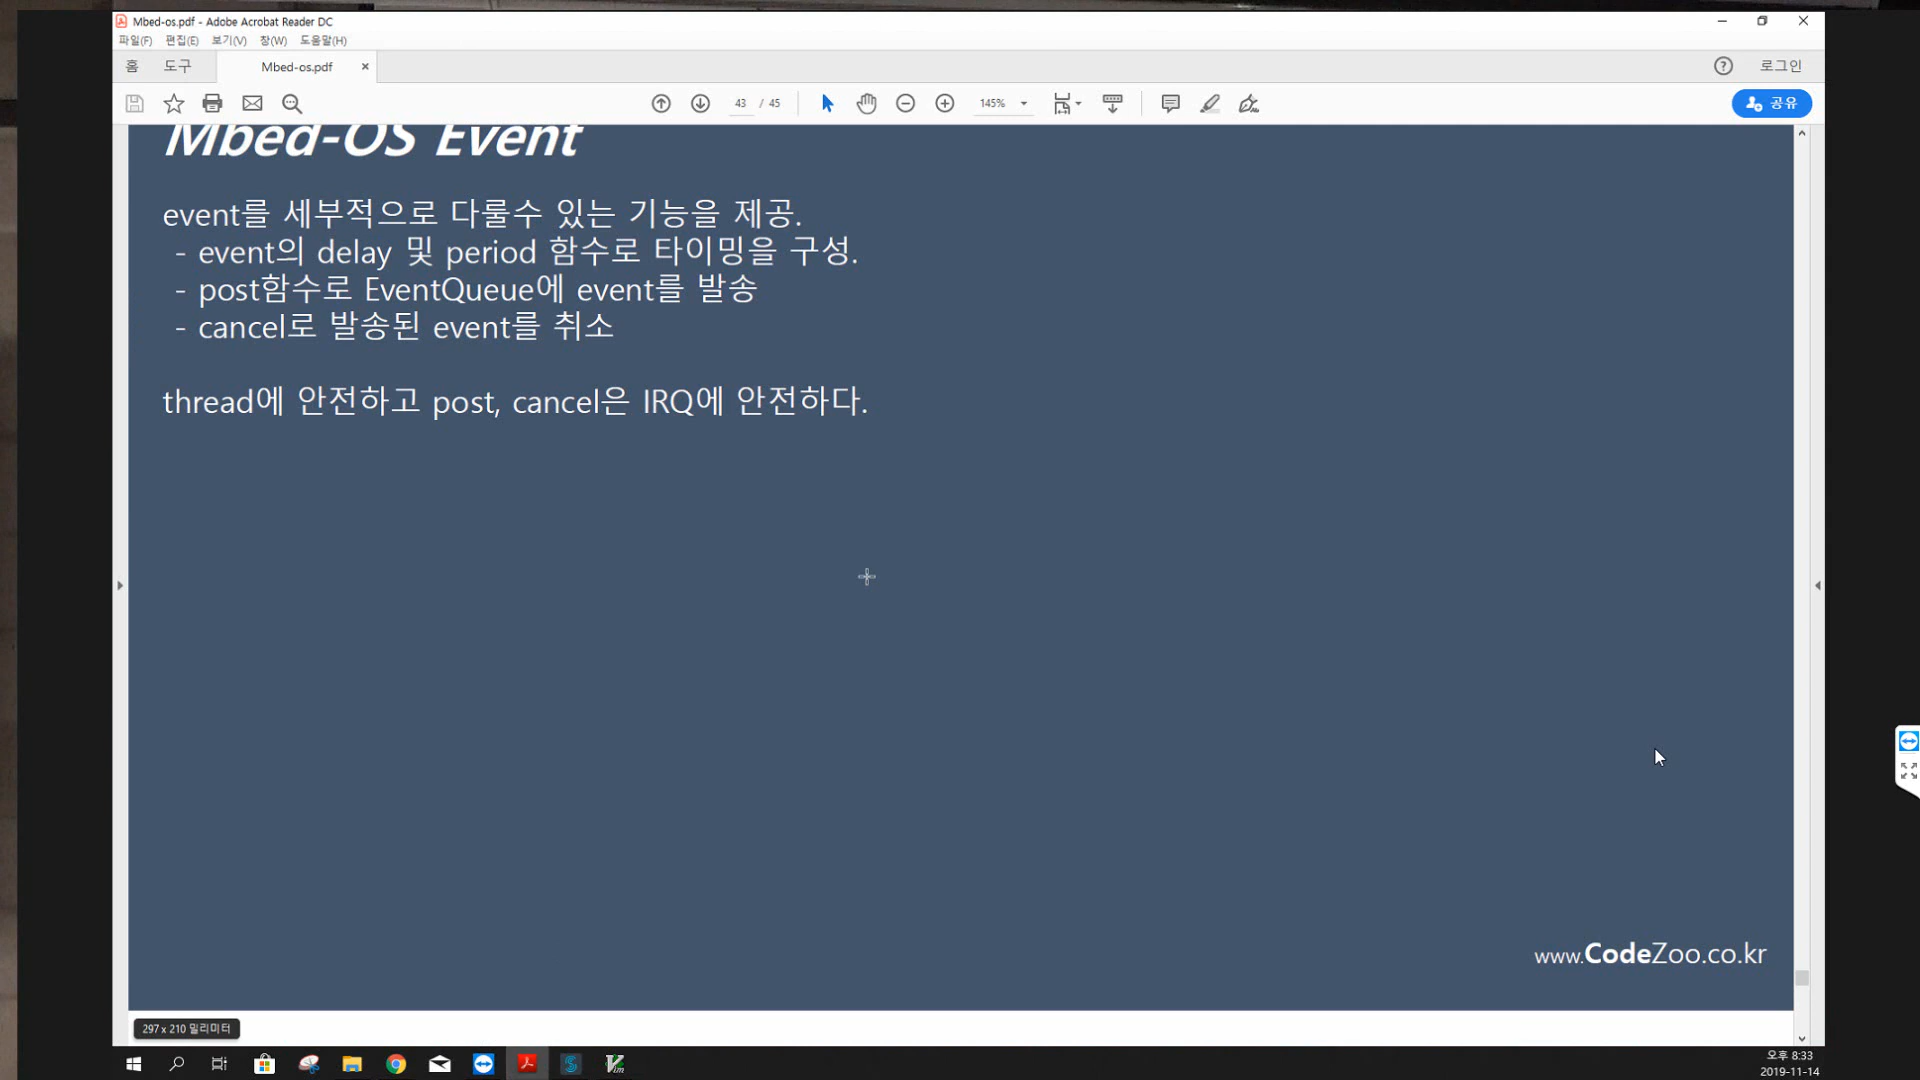 Mbed-os.pdf - Adobe Acrobat Reader DC
파일(F) 편집(E) 보기(V) 창(W) 도움말(H)
홈 도구 Mbed-os.pdf × ? 로그인
43 / 45 145% 공유
Mbed-OS Event
event를 세부적으로 다룰수 있는 기능을 제공.
- event의 delay 및 period 함수로 타이밍을 구성.
- post함수로 EventQueue에 event를 발송
- cancel로 발송된 event를 취소
thread에 안전하고 post, cancel은 IRQ에 안전하다.
www.CodeZoo.co.kr
297 x 210 밀리미터
오후 8:33
2019-11-14